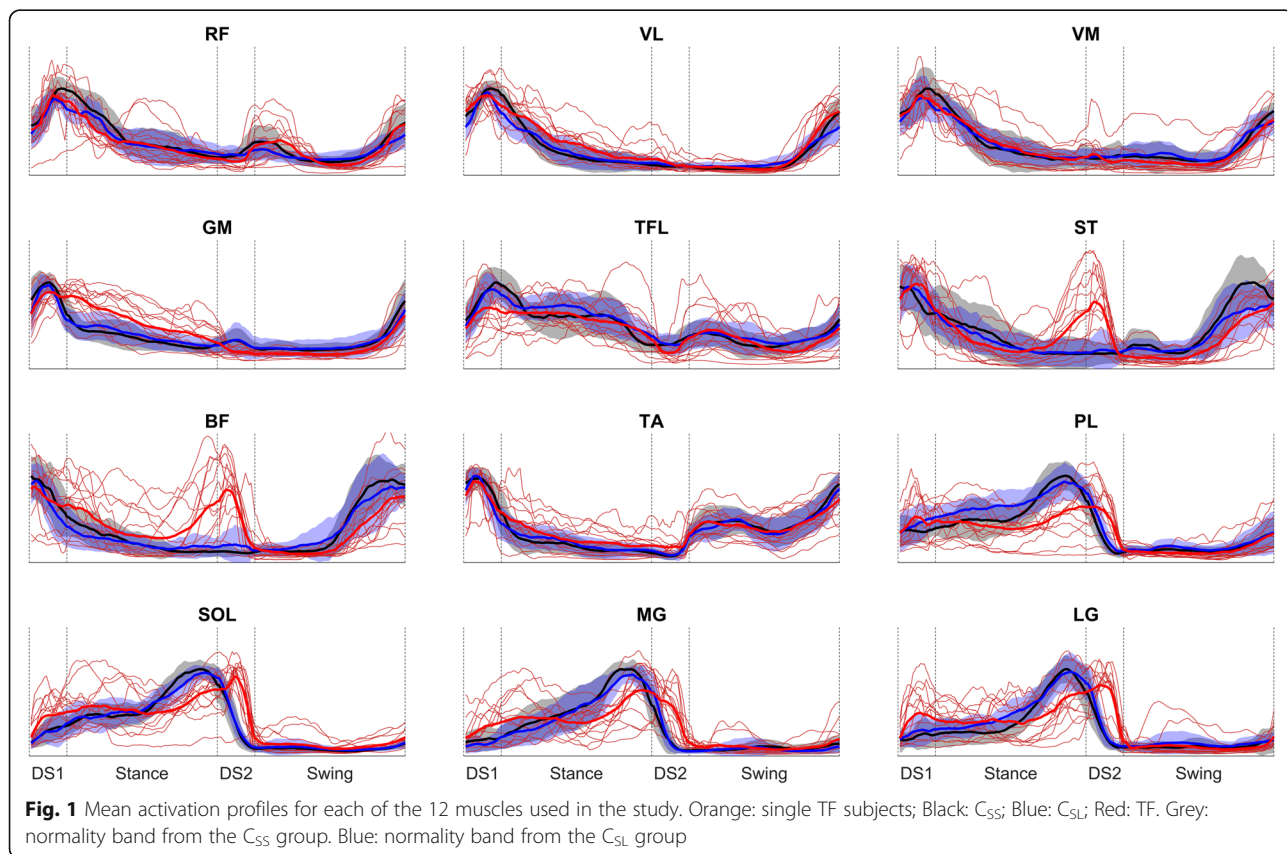 RF VL VM
GM TFL ST
BF TA PL
SOL MG LG
DS1 Stance DS2 Swing DS1 Stance DS2 Swing DS1 Stance DS2 Swing
Fig. 1 Mean activation profiles for each of the 12 muscles used in the study. Orange: single TF subjects; Black: CSS; Blue: CSL; Red: TF. Grey:
normality band from the CSS group. Blue: normality band from the CSL group